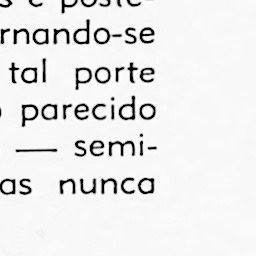 s e poste-
rnando-se
tal porte
parecido
— semi-
as nunca